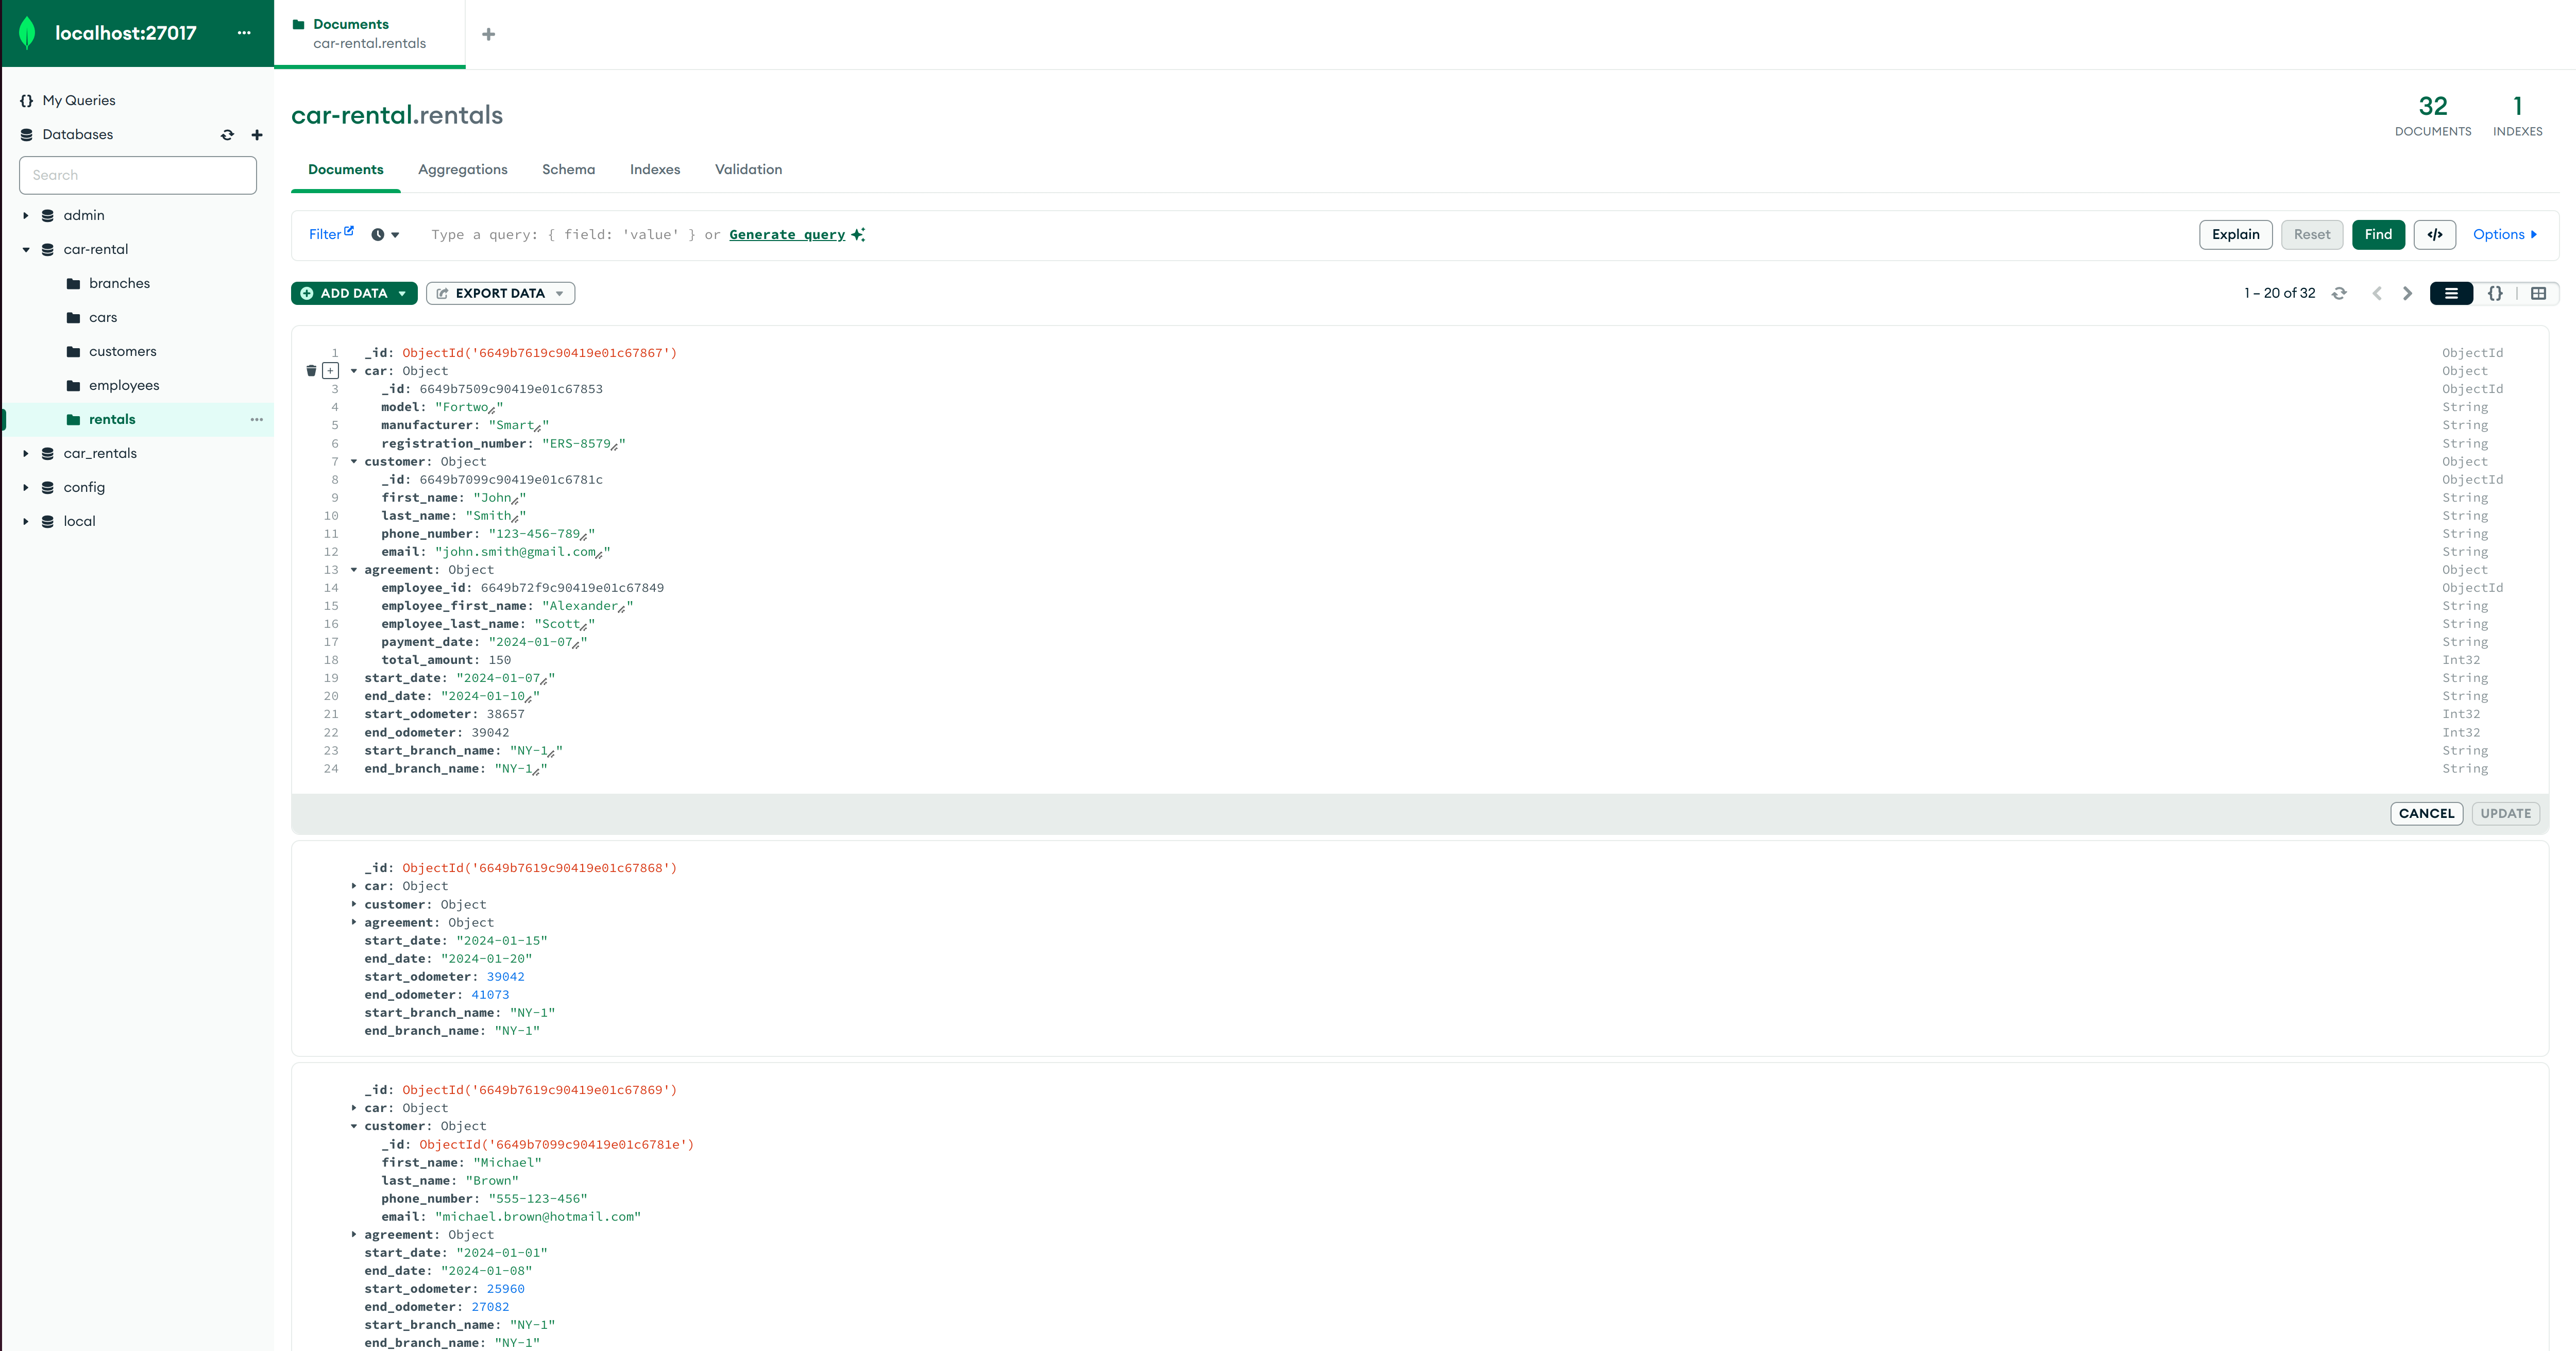 localhost:27017
Documents
car-rental.rentals
My Queries
Databases
Search
admin
car-rental
branches
cars
customers
employees
rentals
car_rentals
config
local
car-rental.rentals
32
DOCUMENTS
1
INDEXES
Documents Aggregations Schema Indexes Validation
Filter Type a query: { field: 'value' } or Generate query Explain Reset Find </> Options
ADD DATA EXPORT DATA 1 – 20 of 32 {}
1 _id: ObjectId('6649b7619c90419e01c67867') ObjectId
car: Object Object
3 _id: 6649b7509c90419e01c67853 ObjectId
4 model: "Fortwo" String
5 manufacturer: "Smart" String
6 registration_number: "ERS-8579" String
7 customer: Object Object
8 _id: 6649b7099c90419e01c6781c ObjectId
9 first_name: "John" String
10 last_name: "Smith" String
11 phone_number: "123-456-789" String
12 email: "john.smith@gmail.com" String
13 agreement: Object Object
14 employee_id: 6649b72f9c90419e01c67849 ObjectId
15 employee_first_name: "Alexander" String
16 employee_last_name: "Scott" String
17 payment_date: "2024-01-07" String
18 total_amount: 150 Int32
19 start_date: "2024-01-07" String
20 end_date: "2024-01-10" String
21 start_odometer: 38657 Int32
22 end_odometer: 39042 Int32
23 start_branch_name: "NY-1" String
24 end_branch_name: "NY-1" String
CANCEL UPDATE
_id: ObjectId('6649b7619c90419e01c67868')
car: Object
customer: Object
agreement: Object
start_date: "2024-01-15"
end_date: "2024-01-20"
start_odometer: 39042
end_odometer: 41073
start_branch_name: "NY-1"
end_branch_name: "NY-1"
_id: ObjectId('6649b7619c90419e01c67869')
car: Object
customer: Object
_id: ObjectId('6649b7099c90419e01c6781e')
first_name: "Michael"
last_name: "Brown"
phone_number: "555-123-456"
email: "michael.brown@hotmail.com"
agreement: Object
start_date: "2024-01-01"
end_date: "2024-01-08"
start_odometer: 25960
end_odometer: 27082
start_branch_name: "NY-1"
end_branch_name: "NY-1"